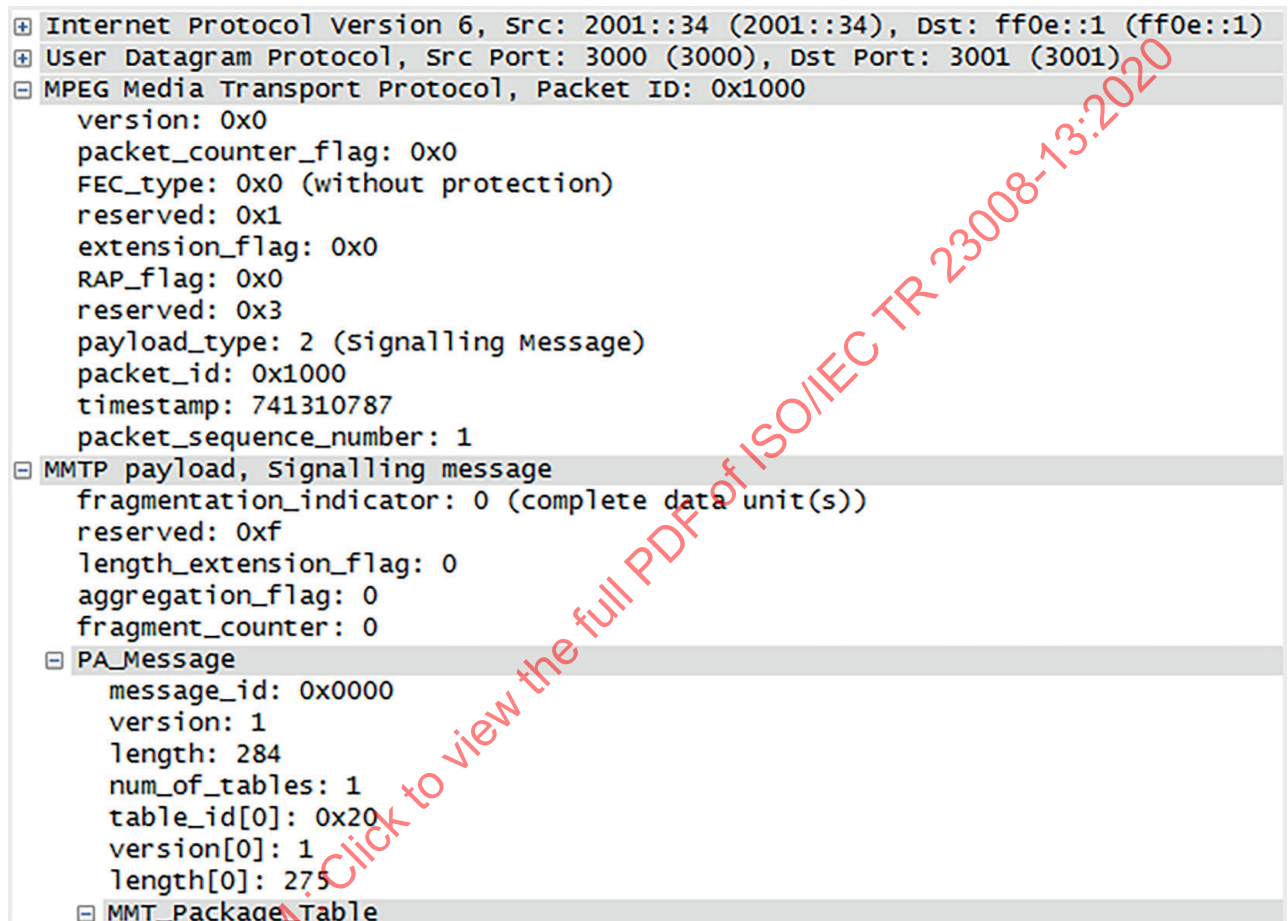 Internet Protocol Version 6, Src: 2001::34 (2001::34), Dst: ff0e::1 (ff0e::1)
User Datagram Protocol, Src Port: 3000 (3000), Dst Port: 3001 (3001)
MPEG Media Transport Protocol, Packet ID: 0x1000
version: 0x0
packet_counter_flag: 0x0
FEC_type: 0x0 (without protection)
reserved: 0x1
extension_flag: 0x0
RAP_flag: 0x0
reserved: 0x3
payload_type: 2 (Signalling Message)
packet_id: 0x1000
timestamp: 741310787
packet_sequence_number: 1
MMTP payload, Signalling message
fragmentation_indicator: 0 (complete data unit(s))
reserved: 0xf
length_extension_flag: 0
aggregation_flag: 0
fragment_counter: 0
PA_Message
message_id: 0x0000
version: 1
length: 284
num_of_tables: 1
table_id[0]: 0x20
version[0]: 1
length[0]: 275
MMT_Package_Table
: Click to view the full PDF of ISO/IEC TR 23008-13:2020